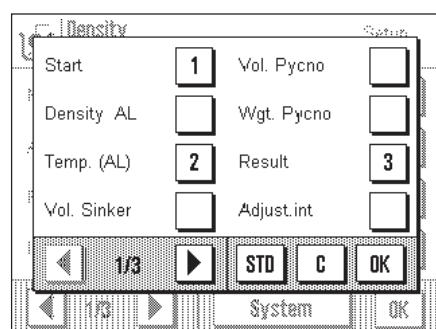 Density Setup
Start 1 Vol. Pycno
Density AL Wgt. Pycno
Temp. (AL) 2 Result 3
Vol. Sinker Adjust.int
1/3 STD C OK
1/3 System OK